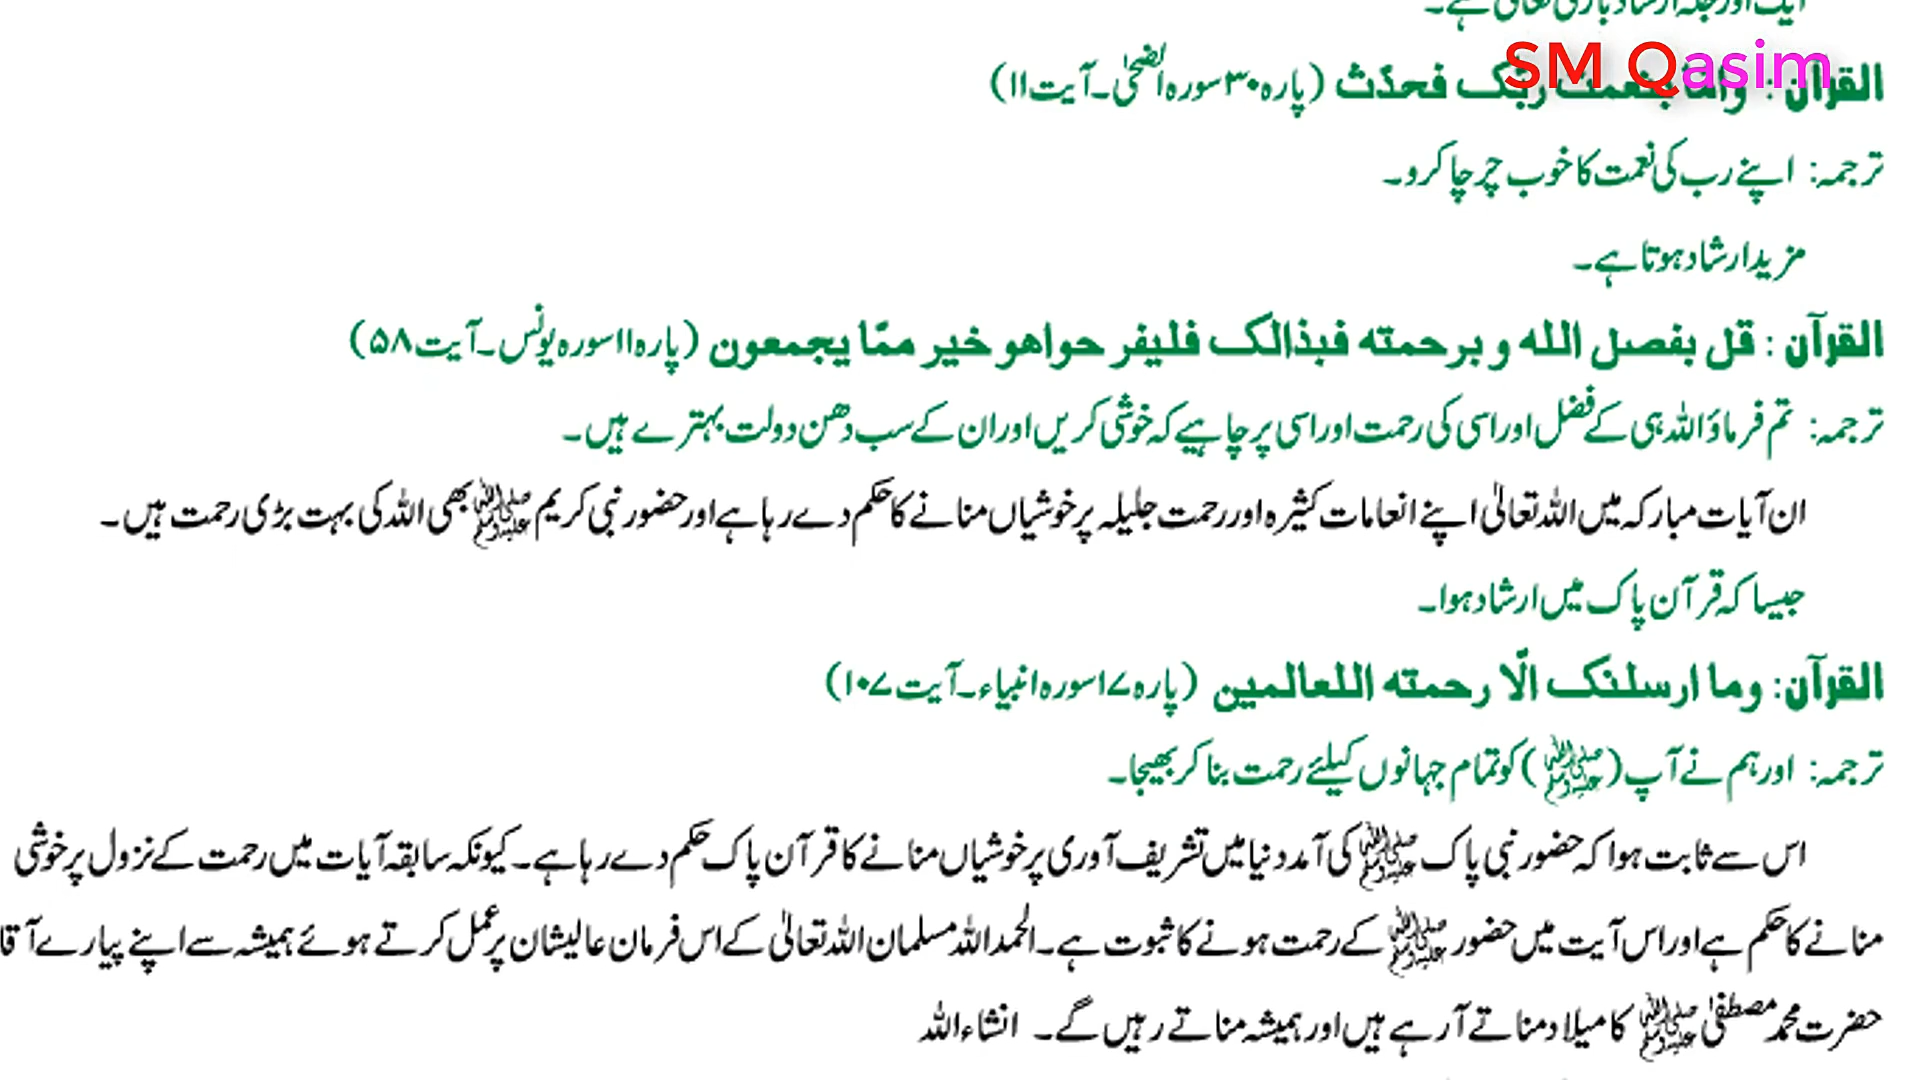 ایک اور جگہ ارشاد باری تعالیٰ ہے۔
SM Qasim
القرآن : وامّا بنعمت ربّک فحدّث (پارہ ۳۰ سورہ الضحیٰ۔ آیت ۱۱)
ترجمہ: اپنے رب کی نعمت کا خوب چرچا کرو۔
مزید ارشاد ہوتا ہے۔
القرآن : قل بفصل الله و برحمته فبذالک فلیفر حواهو خیر ممّا یجمعون (پارہ ۱۱ سورہ یونس۔ آیت ۵۸)
ترجمہ: تم فرماؤ اللہ ہی کے فضل اور اسی کی رحمت اور اسی پر چاہیے کہ خوشی کریں اور ان کے سب دھن دولت بہترے ہیں۔
ان آیات مبارکہ میں اللہ تعالیٰ اپنے انعامات کثیرہ اور رحمت جلیلہ پر خوشیاں منانے کا حکم دے رہا ہے اور حضور نبی کریم ﷺ بھی اللہ کی بہت بڑی رحمت ہیں۔
جیسا کہ قرآن پاک میں ارشاد ہوا۔
القرآن: وما ارسلنک الّا رحمته اللعالمین (پارہ ۱۷ سورہ انبیاء۔ آیت ۱۰۷)
ترجمہ: اور ہم نے آپ (ﷺ) کو تمام جہانوں کیلئے رحمت بنا کر بھیجا۔
اس سے ثابت ہوا کہ حضور نبی پاک ﷺ کی آمد دنیا میں تشریف آوری پر خوشیاں منانے کا قرآن پاک حکم دے رہا ہے۔ کیونکہ سابقہ آیات میں رحمت کے نزول پر خوشی
منانے کا حکم ہے اور اس آیت میں حضور ﷺ کے رحمت ہونے کا ثبوت ہے۔ الحمد اللہ مسلمان اللہ تعالیٰ کے اس فرمان عالیشان پر عمل کرتے ہوئے ہمیشہ سے اپنے پیارے آقا
حضرت محمد مصطفیٰ ﷺ کا میلاد مناتے آرہے ہیں اور ہمیشہ مناتے رہیں گے۔ انشاء اللہ